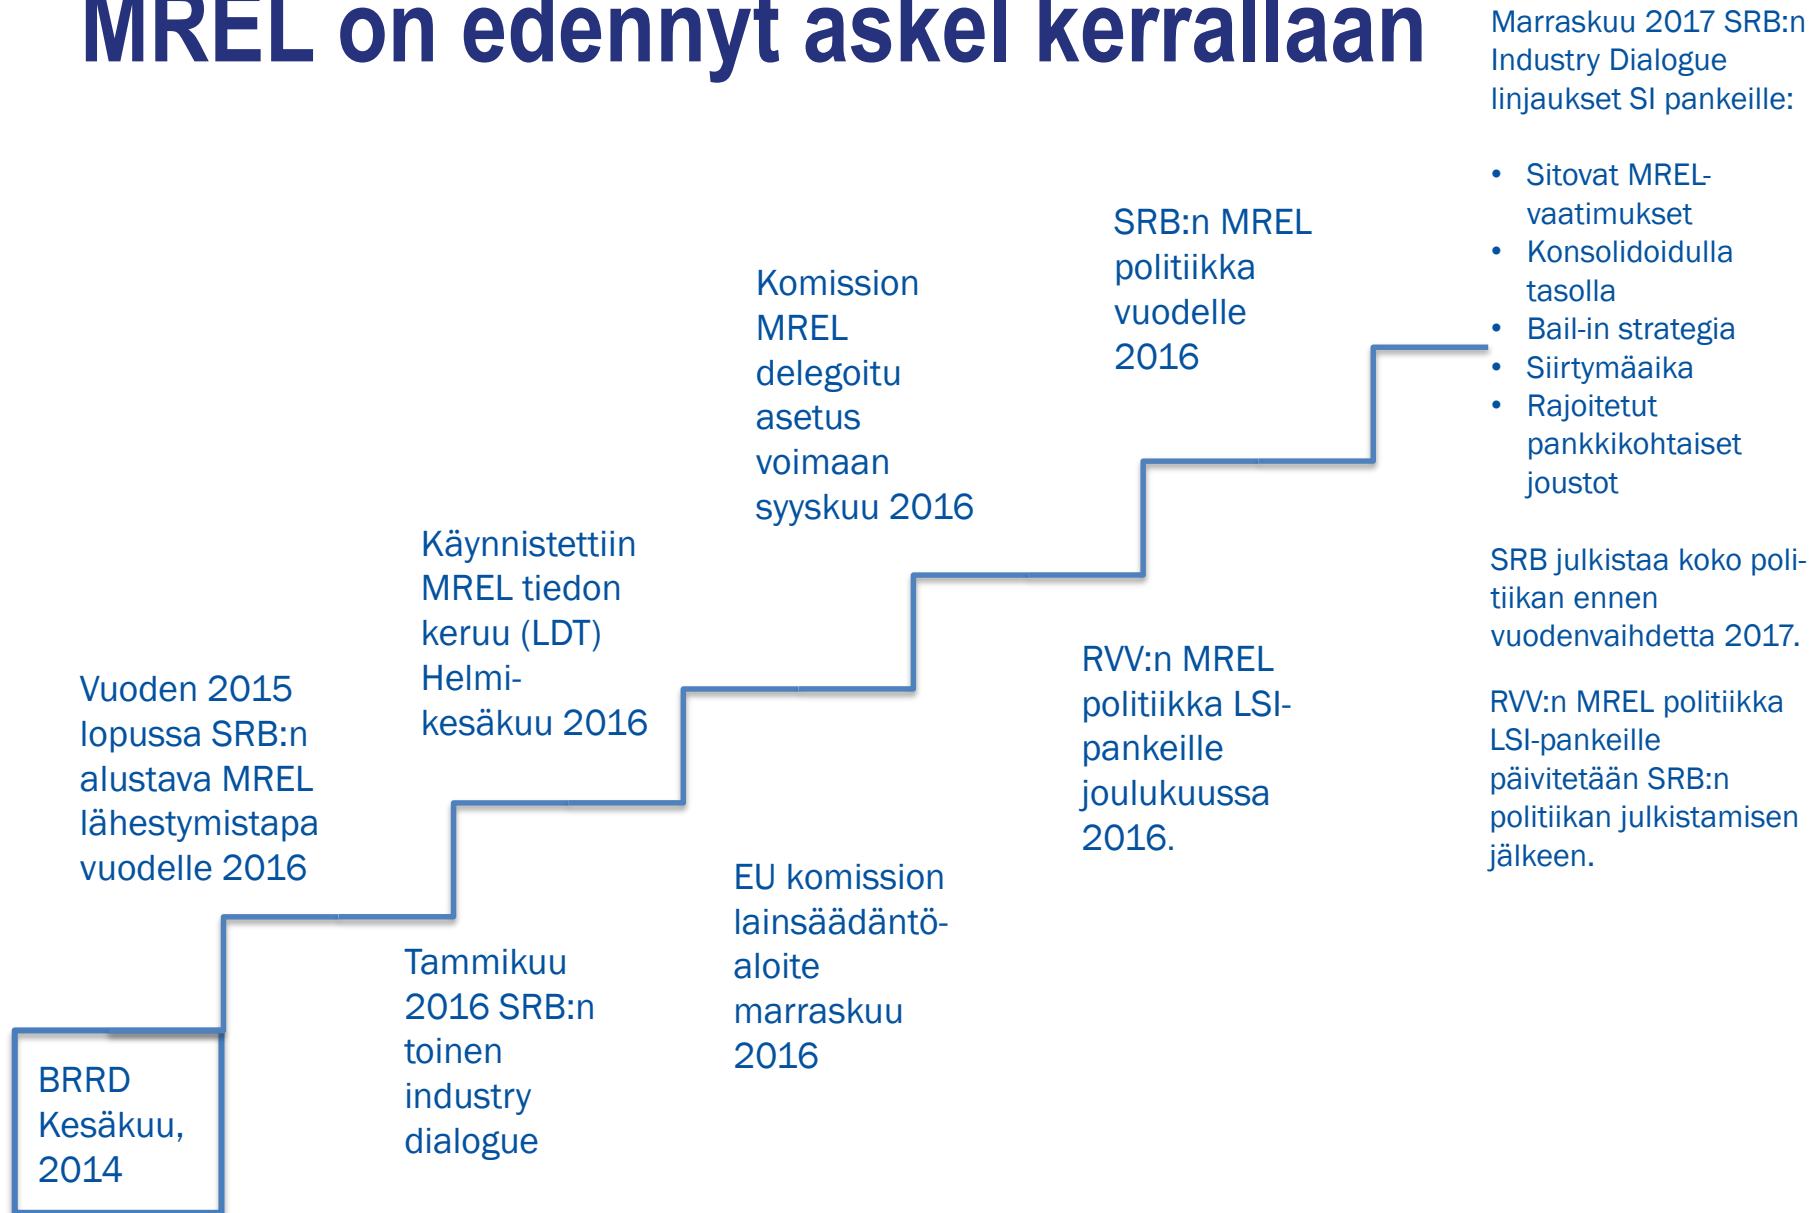 MREL on edennyt askel kerrallaan
BRRD
Kesäkuu,
2014
Vuoden 2015
lopussa SRB:n
alustava MREL
lähestymistapa
vuodelle 2016
Tammikuu
2016 SRB:n
toinen
industry
dialogue
Käynnistettiin
MREL tiedon
keruu (LDT)
Helmi-
kesäkuu 2016
Komission
MREL
delegoitu
asetus
voimaan
syyskuu 2016
EU komission
lainsäädäntö-
aloite
marraskuu
2016
SRB:n MREL
politiikka
vuodelle
2016
RVV:n MREL
politiikka LSI-
pankeille
joulukuussa
2016.
Marraskuu 2017 SRB:n
Industry Dialogue
linjaukset SI pankeille:
• Sitovat MREL-
vaatimukset
• Konsolidoidulla
tasolla
• Bail-in strategia
• Siirtymäaika
• Rajoitetut
pankkikohtaiset
joustot
SRB julkistaa koko poli-
tiikan ennen
vuodenvaihdetta 2017.
RVV:n MREL politiikka
LSI-pankeille
päivitetään SRB:n
politiikan julkistamisen
jälkeen.